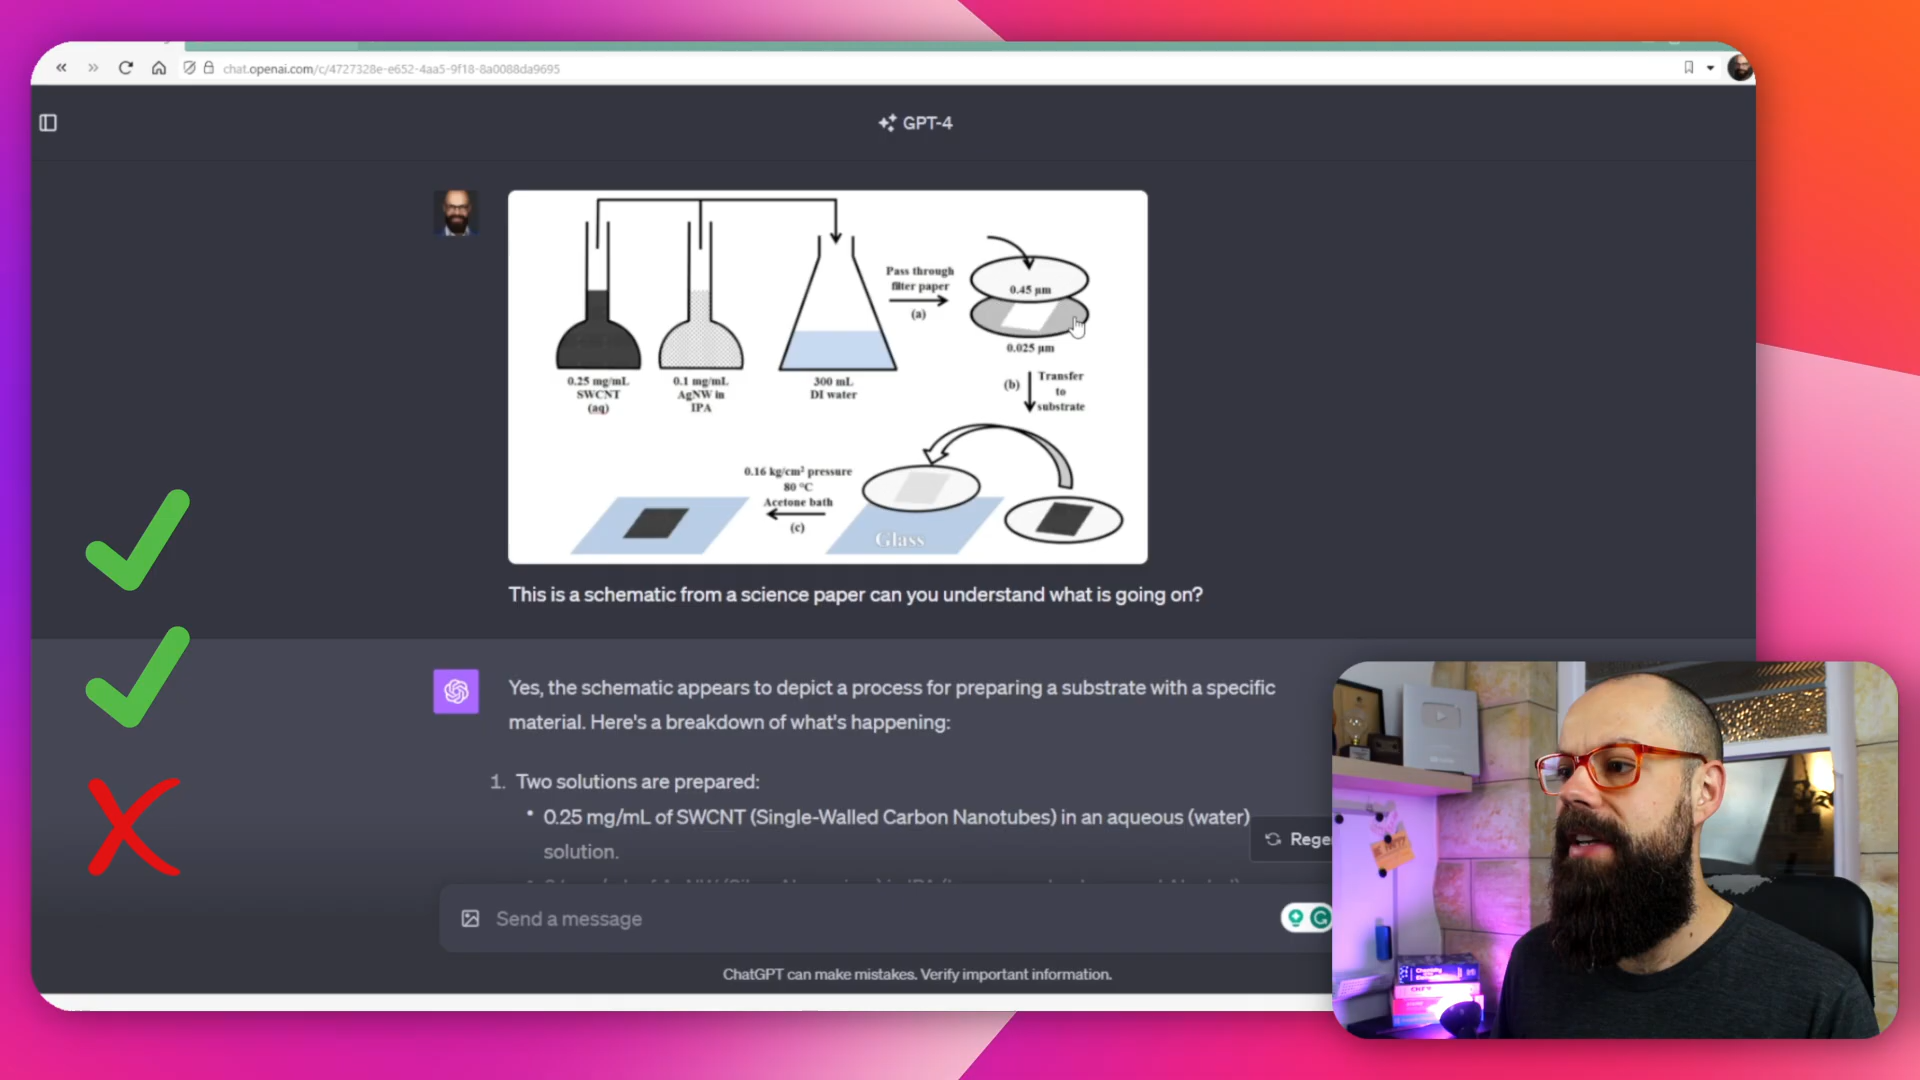 chat.openai.com/c/4727328e-e652-4aa5-9f18-8a0088da9695
GPT-4
Pass through
filter paper
(a)
0.45 µm
0.025 µm
0.25 mg/mL
SWCNT
(aq)
0.1 mg/mL
AgNW in
IPA
300 mL
DI water
(b)
Transfer
to
substrate
0.16 kg/cm² pressure
80 °C
Acetone bath
(c)
Glass
This is a schematic from a science paper can you understand what is going on?
Yes, the schematic appears to depict a process for preparing a substrate with a specific
material. Here's a breakdown of what's happening:
1. Two solutions are prepared:
• 0.25 mg/mL of SWCNT (Single-Walled Carbon Nanotubes) in an aqueous (water)
solution.
Rege
Send a message
ChatGPT can make mistakes. Verify important information.